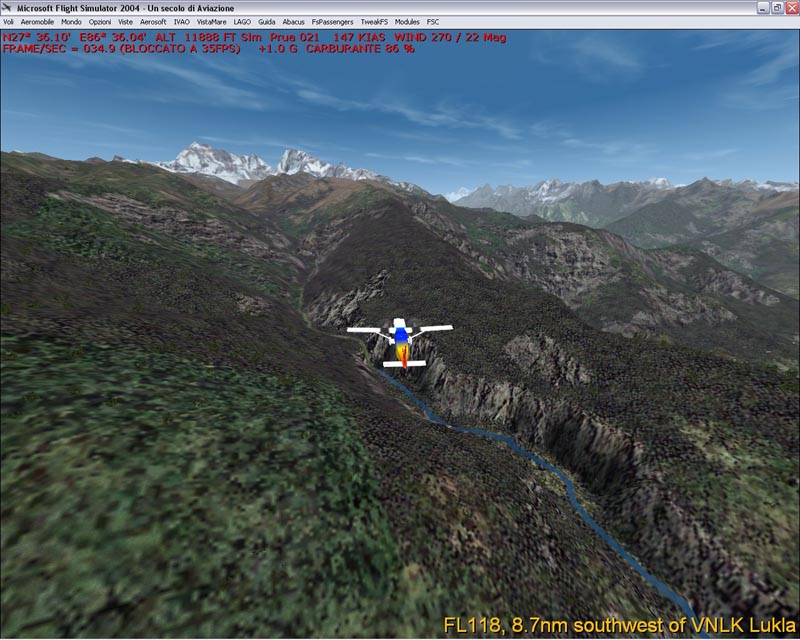 Microsoft Flight Simulator 2004 - Un secolo di Aviazione
Voli Aeromobile Mondo Opzioni Viste Aerosoft IVAO VistaMare LAGO Guida Abacus FsPassengers TweakFS Modules FSC
N27° 36.10' E86° 36.04' ALT 11888 FT Slm Prua 021 147 KIAS WIND 270 / 22 Mag
FRAME/SEC = 034.9 (BLOCCATO A 35FPS) +1.0 G CARBURANTE 86 %
FL118, 8.7nm southwest of VNLK Lukla